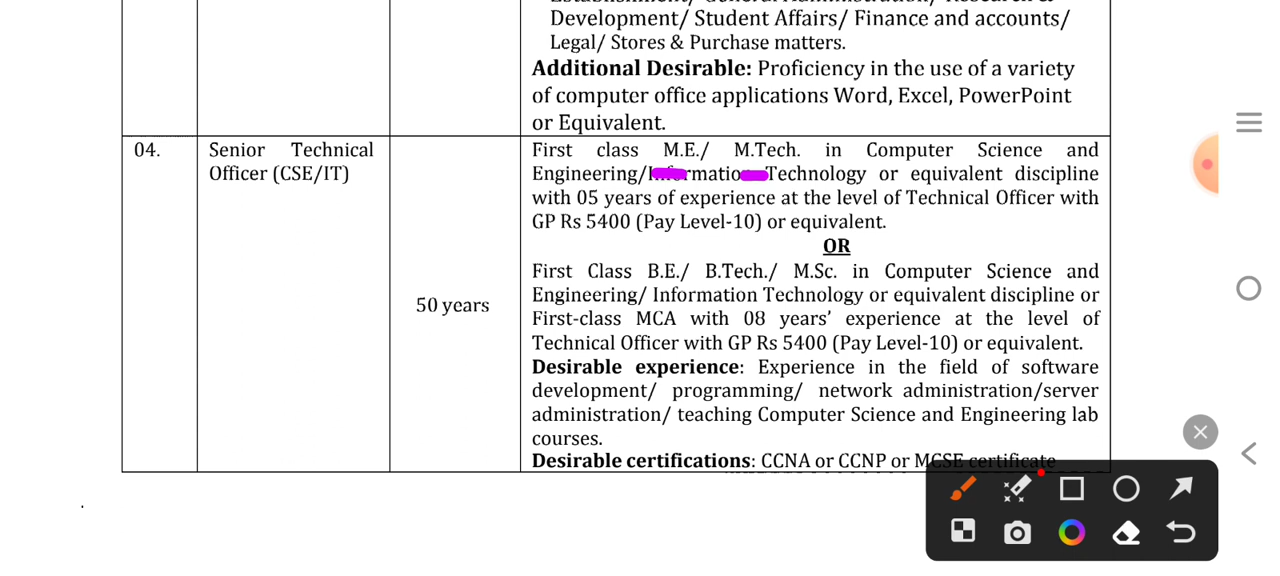 Development/ Student Affairs/ Finance and accounts/
Legal/ Stores & Purchase matters.
Additional Desirable: Proficiency in the use of a variety
of computer office applications Word, Excel, PowerPoint
or Equivalent.
04.
Senior Technical
Officer (CSE/IT)
50 years
First class M.E./ M.Tech. in Computer Science and
Engineering/Information Technology or equivalent discipline
with 05 years of experience at the level of Technical Officer with
GP Rs 5400 (Pay Level-10) or equivalent.
OR
First Class B.E./ B.Tech./ M.Sc. in Computer Science and
Engineering/ Information Technology or equivalent discipline or
First-class MCA with 08 years’ experience at the level of
Technical Officer with GP Rs 5400 (Pay Level-10) or equivalent.
Desirable experience: Experience in the field of software
development/ programming/ network administration/server
administration/ teaching Computer Science and Engineering lab
courses.
Desirable certifications: CCNA or CCNP or MCSE certificate